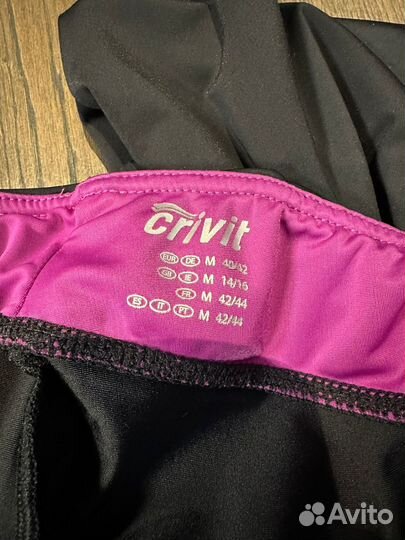 crivit
EUR DE M 40/42
GB IE M 14/16
FR M 42/44
ES IT PT M 42/44
Avito